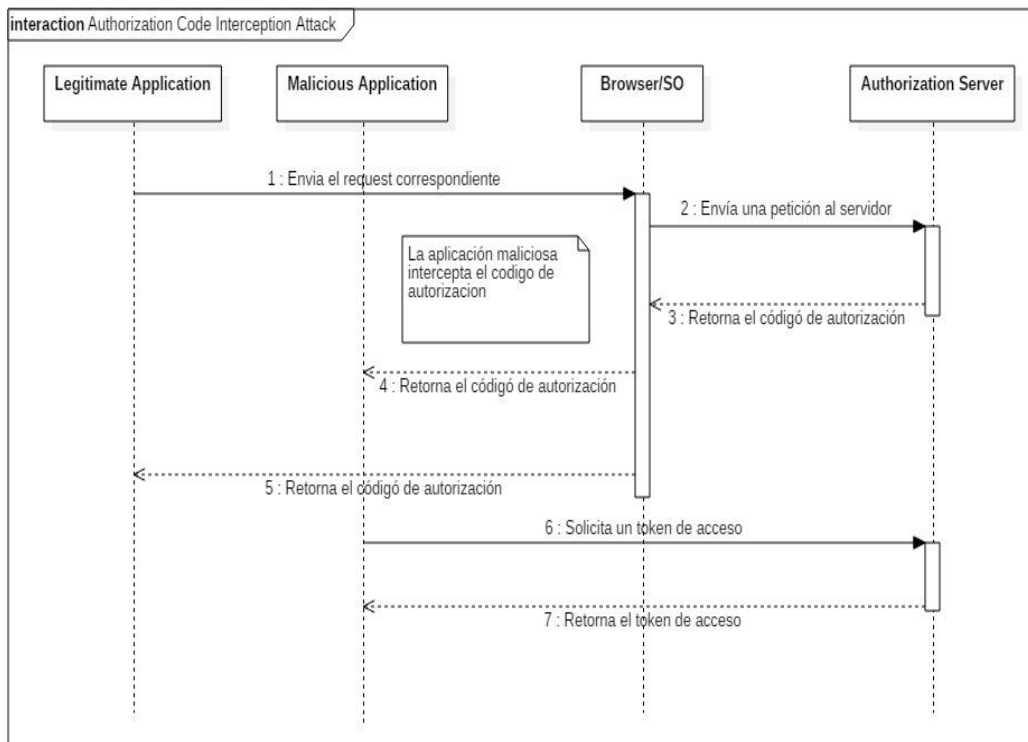 interaction Authorization Code Interception Attack
Legitimate Application
Malicious Application
Browser/SO
Authorization Server
1 : Envia el request correspondiente
2 : Envía una petición al servidor
La aplicación maliciosa
intercepta el codigo de
autorizacion
3 : Retorna el códigó de autorización
4 : Retorna el códigó de autorización
5 : Retorna el códigó de autorización
6 : Solicita un token de acceso
7 : Retorna el token de acceso